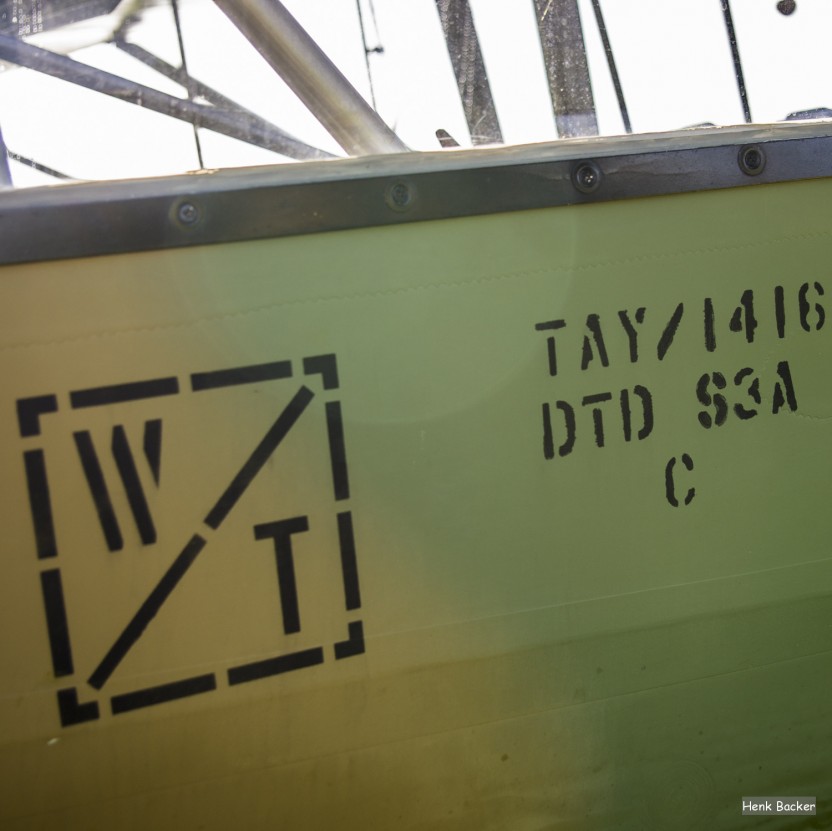 W/T
TAY/1416
DTD S3A
C
Henk Backer